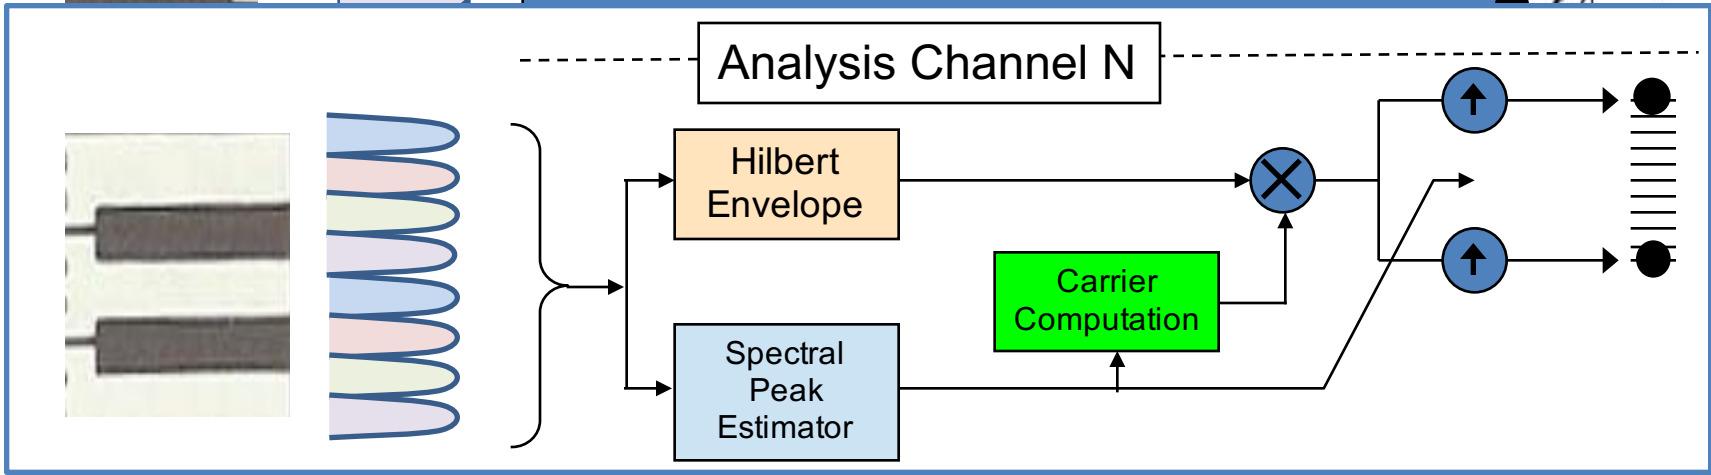 Analysis Channel N
Hilbert
Envelope
Carrier
Computation
Spectral
Peak
Estimator